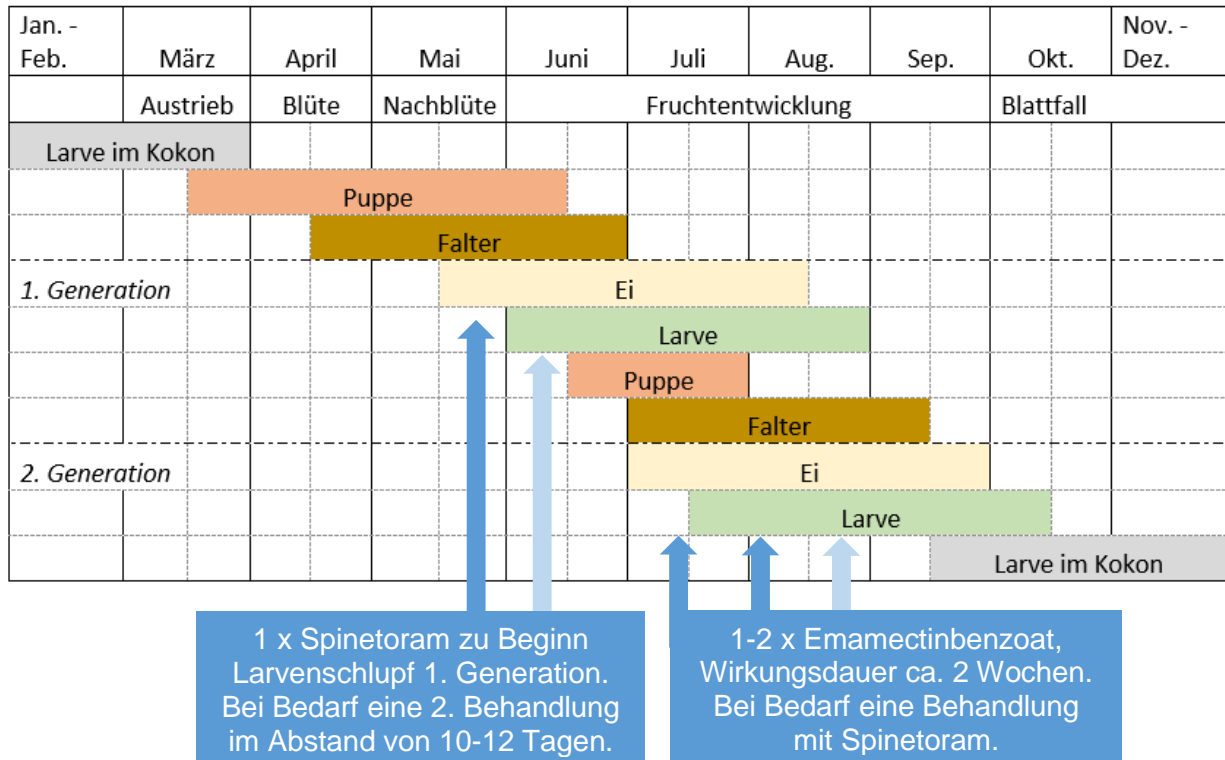 Jan. - Feb. März April Mai Juni Juli Aug. Sep. Okt. Nov. - Dez.
Austrieb Blüte Nachblüte Fruchtentwicklung Blattfall
Larve im Kokon
Puppe
Falter
1. Generation Ei
Larve
Puppe
Falter
2. Generation Ei
Larve
Larve im Kokon
1 x Spinetoram zu Beginn
Larvenschlupf 1. Generation.
Bei Bedarf eine 2. Behandlung
im Abstand von 10-12 Tagen.
1-2 x Emamectinbenzoat,
Wirkungsdauer ca. 2 Wochen.
Bei Bedarf eine Behandlung
mit Spinetoram.